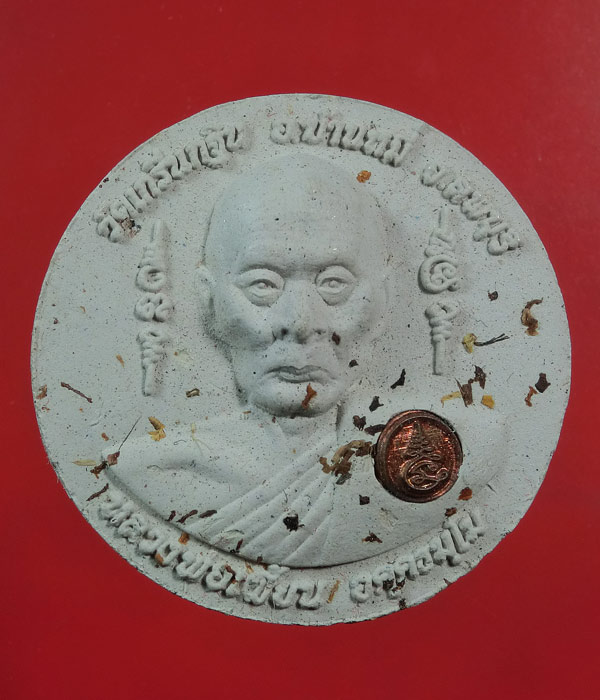 วัดเกริ่นกฐิน อ.บ้านหมี่ จ.ลพบุรี
หลวงพ่อเพี้ยน อคฺคธมฺโม